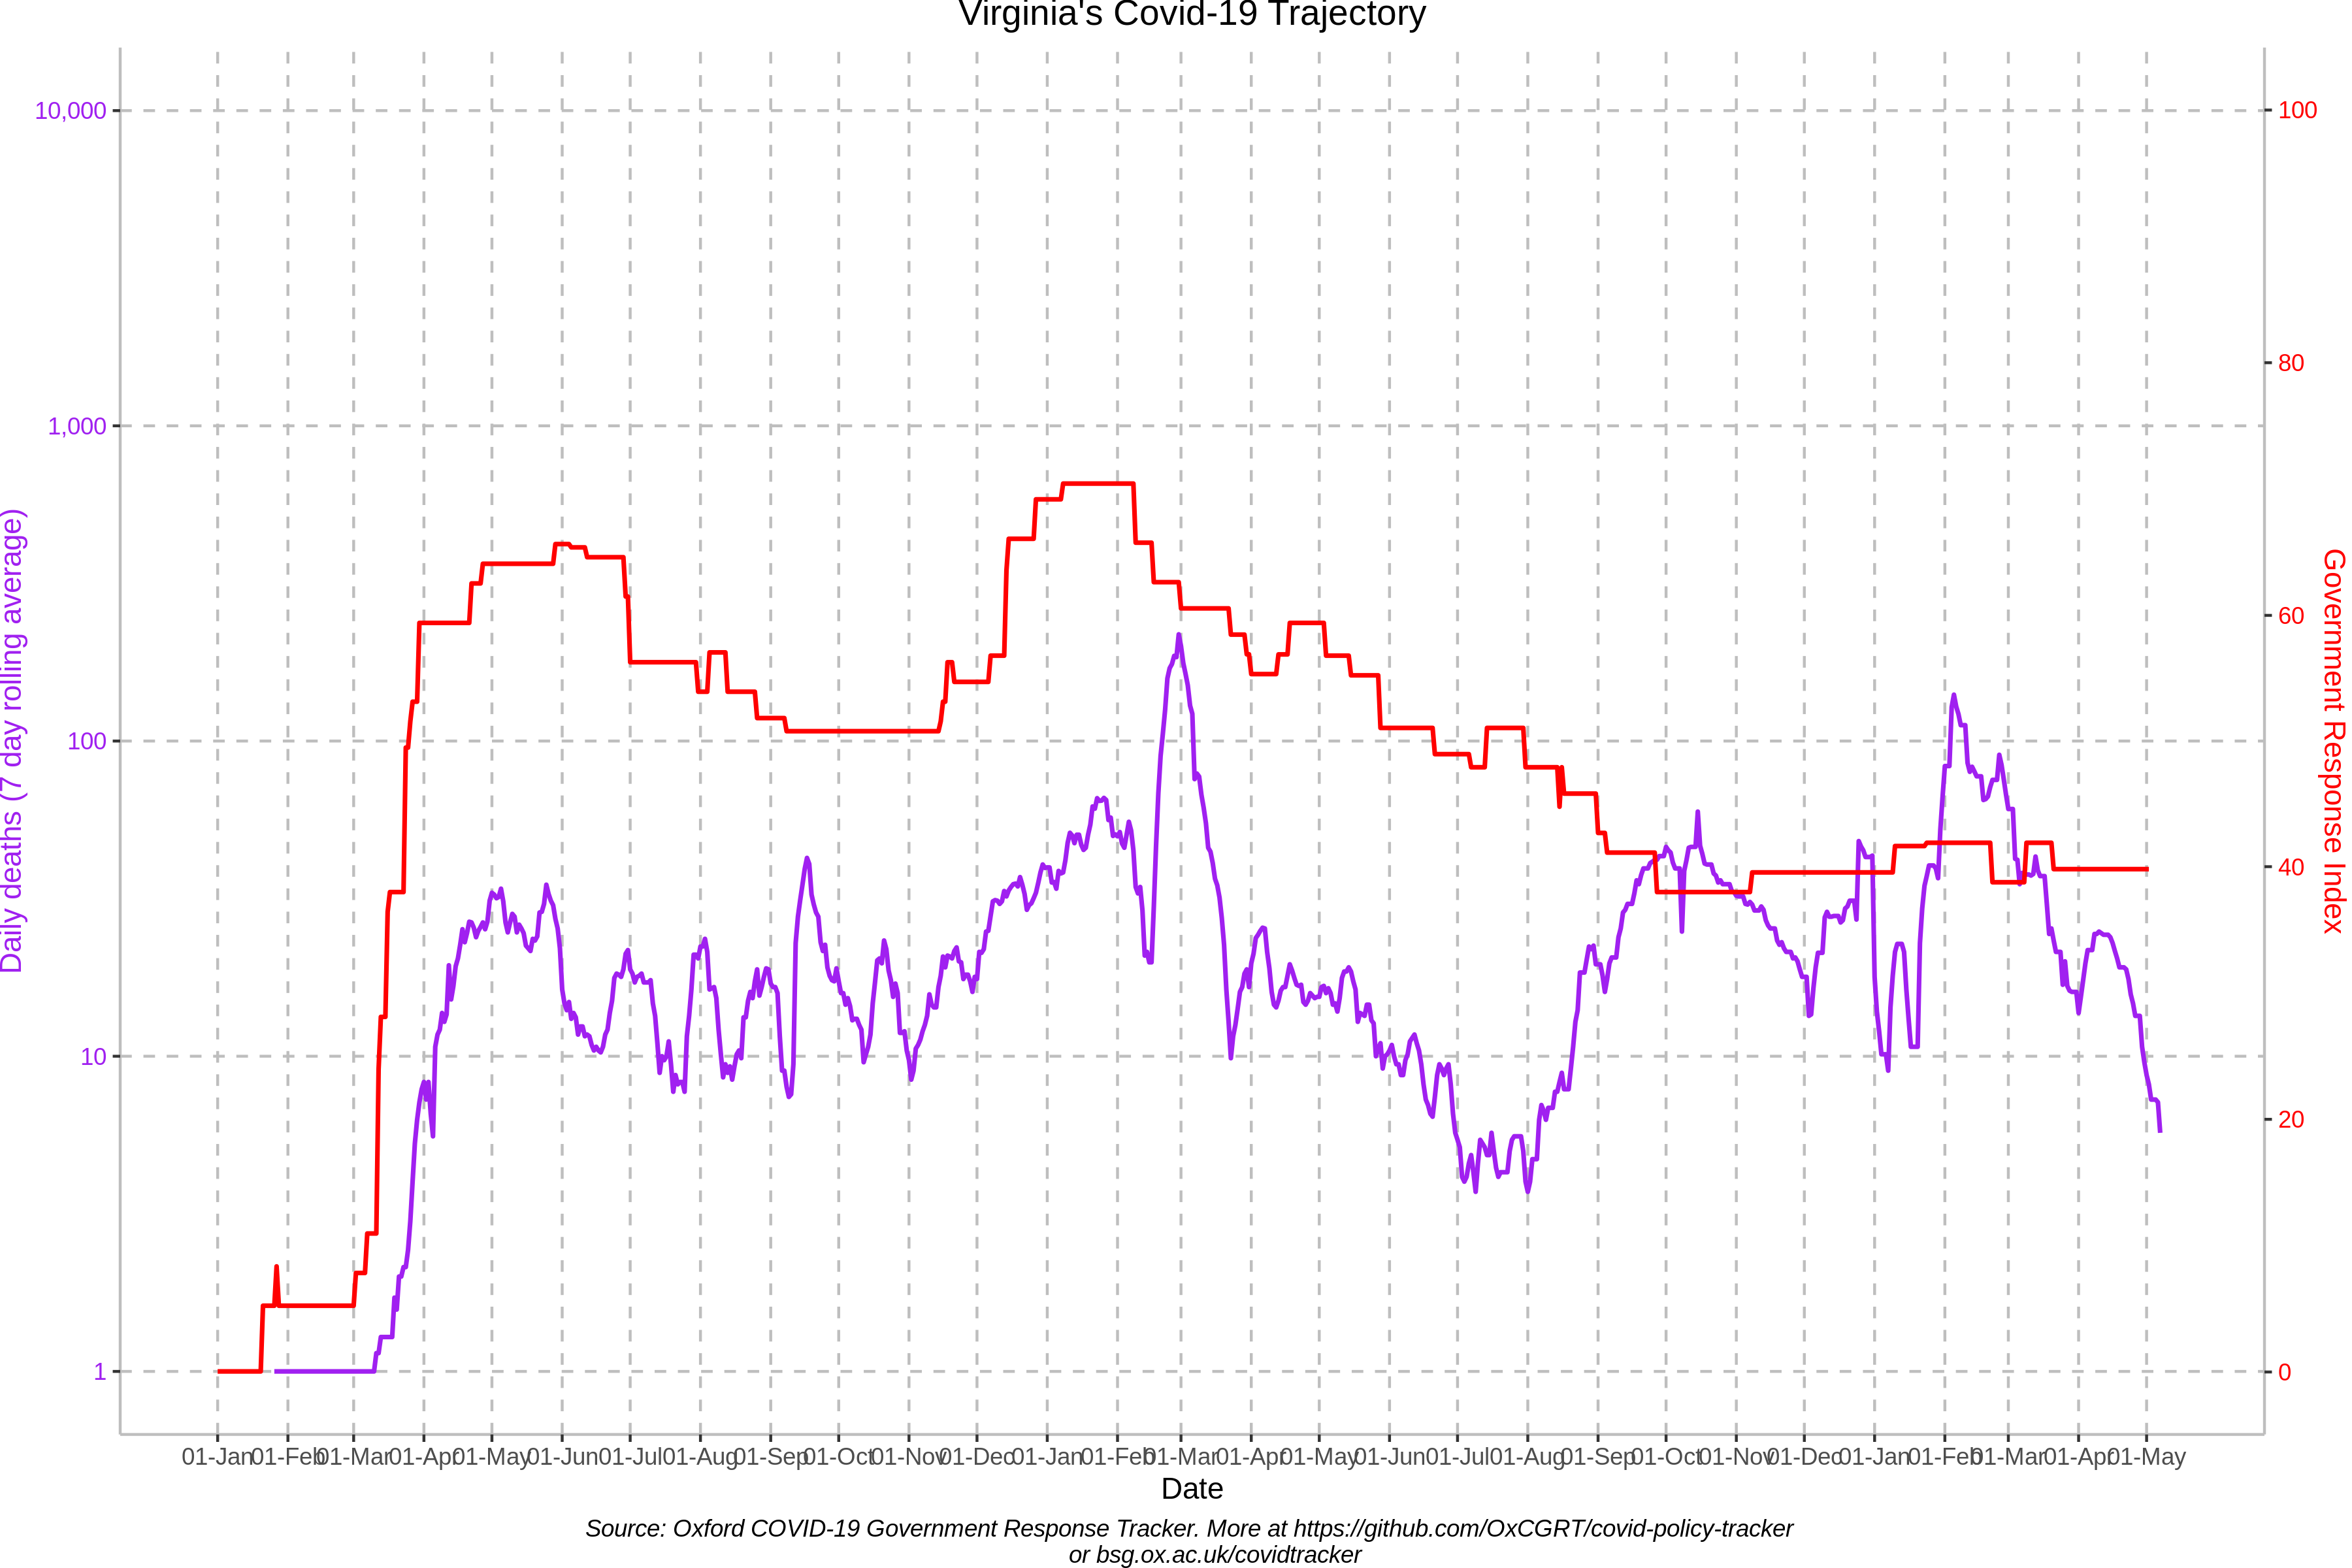 Virginia's Covid-19 Trajectory
10,000
1,000
100
10
1
Daily deaths (7 day rolling average)
100
80
60
40
20
0
Government Response Index
01-Jan 01-Feb 01-Mar 01-Apr 01-May 01-Jun 01-Jul 01-Aug 01-Sep 01-Oct 01-Nov 01-Dec 01-Jan 01-Feb 01-Mar 01-Apr 01-May 01-Jun 01-Jul 01-Aug 01-Sep 01-Oct 01-Nov 01-Dec 01-Jan 01-Feb 01-Mar 01-Apr 01-May
Date
Source: Oxford COVID-19 Government Response Tracker. More at https://github.com/OxCGRT/covid-policy-tracker
or bsg.ox.ac.uk/covidtracker